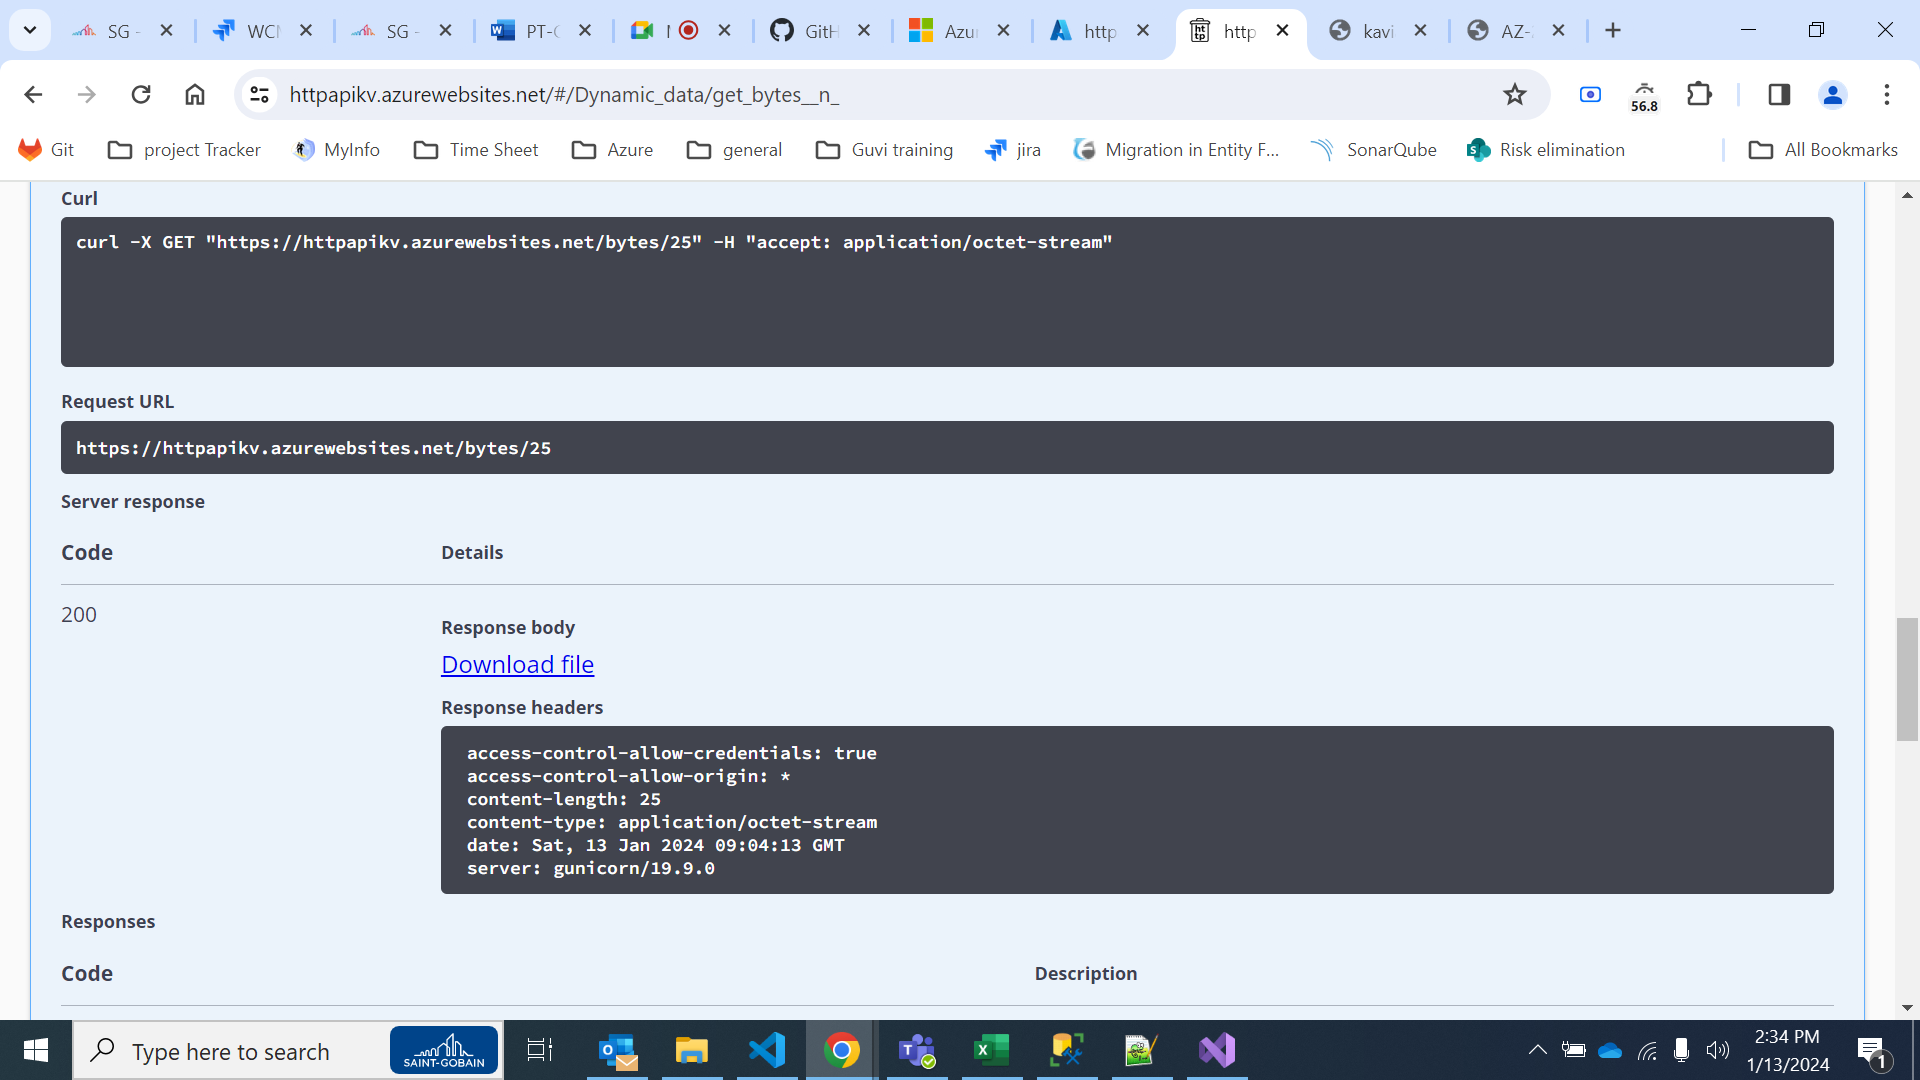 SG -
WCM
SG -
PT-C
GitH
Azu
http
http
kavi
AZ-
httpapikv.azurewebsites.net/#/Dynamic_data/get_bytes__n_
56.8
Git
project Tracker
MyInfo
Time Sheet
Azure
general
Guvi training
jira
Migration in Entity F...
SonarQube
Risk elimination
All Bookmarks
Curl
curl -X GET "https://httpapikv.azurewebsites.net/bytes/25" -H "accept: application/octet-stream"
Request URL
https://httpapikv.azurewebsites.net/bytes/25
Server response
Code Details
200
Response body
Download file
Response headers
access-control-allow-credentials: true
access-control-allow-origin: *
content-length: 25
content-type: application/octet-stream
date: Sat, 13 Jan 2024 09:04:13 GMT
server: gunicorn/19.9.0
Responses
Code Description
Type here to search
SAINT-GOBAIN
2:34 PM
1/13/2024
1